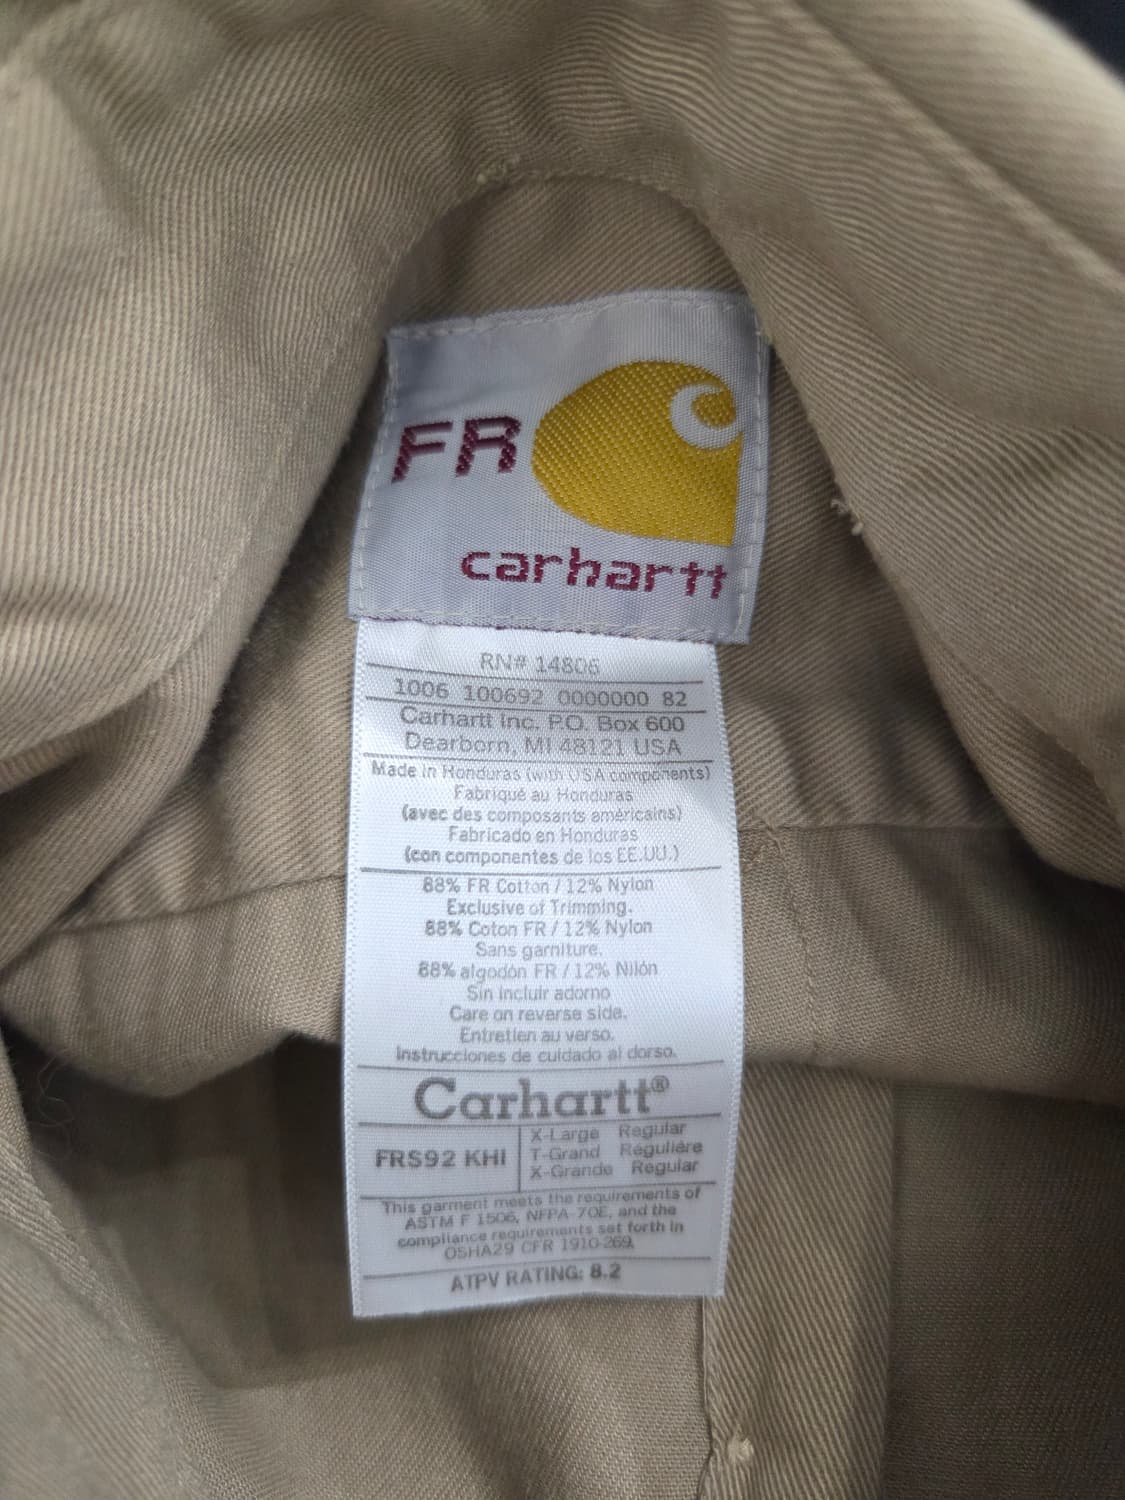 FR
carhartt
RN# 14806
1006 100692 0000000 82
Carhartt Inc. P.O. Box 600
Dearborn, MI 48121 USA
Made in Honduras (with USA components)
Fabriqué au Honduras
(avec des composants américains)
Fabricado en Honduras
(con componentes de los EE.UU.)
88% FR Cotton / 12% Nylon
Exclusive of Trimming.
88% Coton FR / 12% Nylon
Sans garniture.
88% algodón FR / 12% Nilón
Sin incluir adorno
Care on reverse side.
Entretien au verso.
Instrucciones de cuidado al dorso.
Carhartt®
FRS92 KHI
X-Large Regular
T-Grand Régulière
X-Grande Regular
This garment meets the requirements of
ASTM F 1506, NFPA-70E, and the
compliance requirements set forth in
OSHA29 CFR 1910-269.
ATPV RATING: 8.2